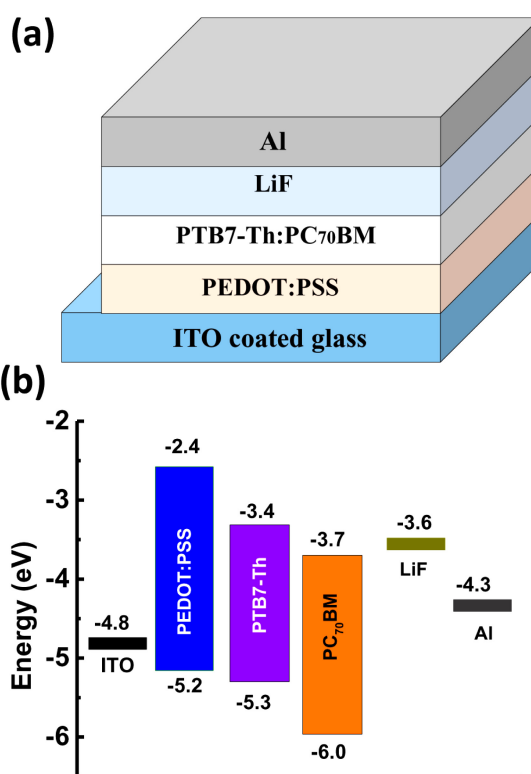 (a)
Al
LiF
PTB7-Th:PC₇₀BM
PEDOT:PSS
ITO coated glass
(b)
Energy (eV)
-2
-3
-4
-5
-6
-4.8
ITO
-2.4
PEDOT:PSS
-5.2
-3.4
PTB7-Th
-5.3
-3.7
PC₇₀BM
-6.0
-3.6
LiF
-4.3
Al